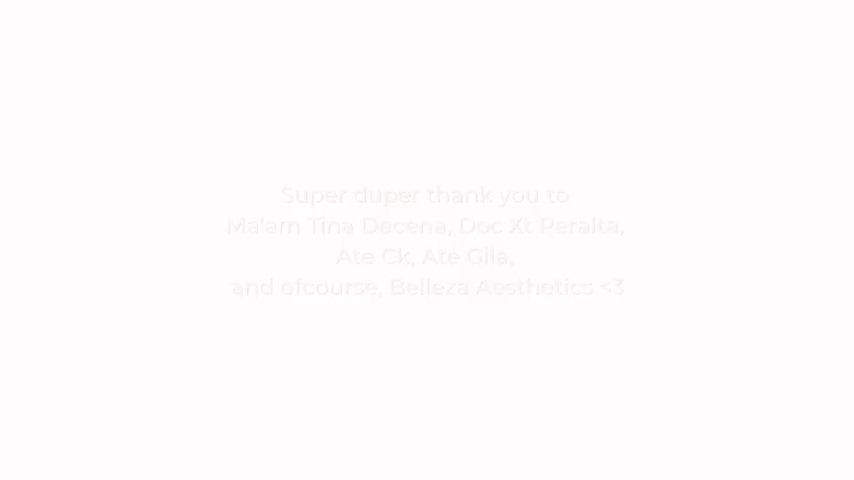 Super duper thank you to
Ma'am Tina Decena, Doc Xt Peralta,
Ate Ck, Ate Gila,
and ofcourse, Belleza Aesthetics <3